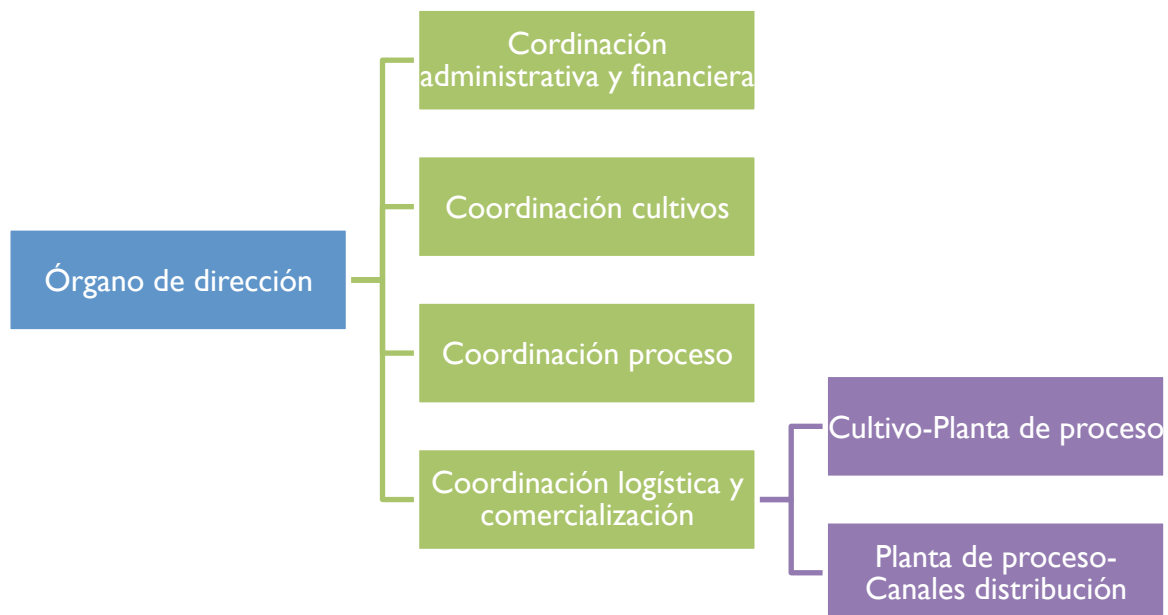 Órgano de dirección
Cordinación
administrativa y financiera
Coordinación cultivos
Coordinación proceso
Coordinación logística y
comercialización
Cultivo-Planta de proceso
Planta de proceso-
Canales distribución